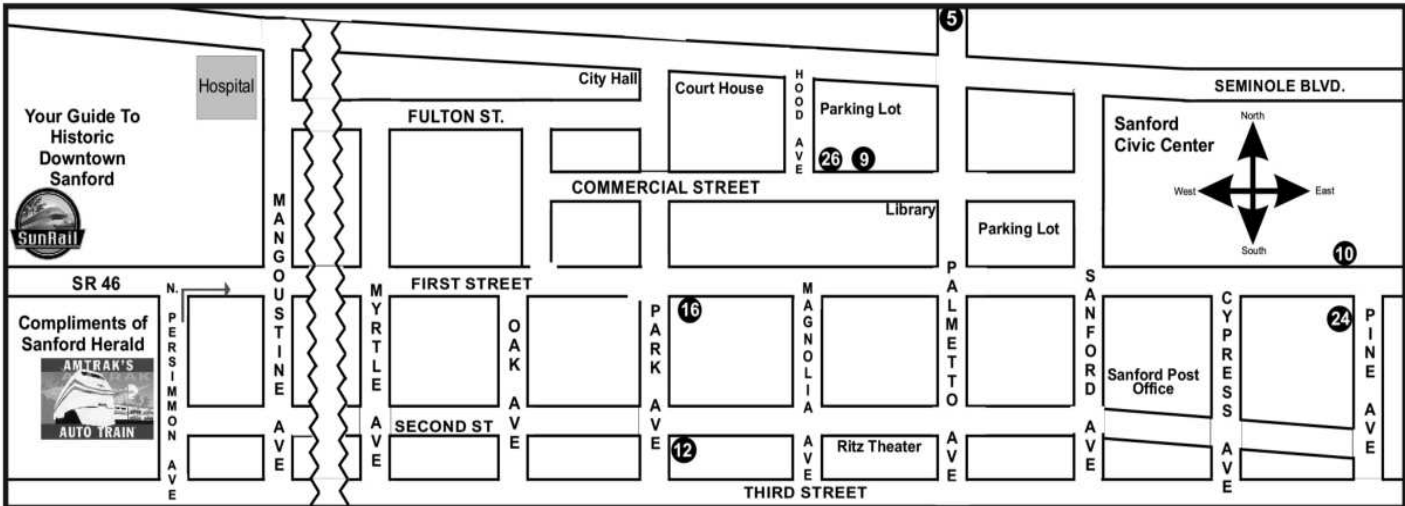 5
Hospital
City Hall
Court House
HOOD AVE
Parking Lot
SEMINOLE BLVD.
Your Guide To
Historic
Downtown
Sanford
FULTON ST.
Sanford
Civic Center
North
West
East
South
26
9
SunRail
MANGOUSTINE AVE
COMMERCIAL STREET
Library
Parking Lot
10
SR 46
FIRST STREET
N. PERSIMMON AVE
MYRTLE AVE
OAK AVE
PARK AVE
16
MAGNOLIA AVE
PALMETTO AVE
SANFORD AVE
CYPRESS AVE
24
PINE AVE
Compliments of
Sanford Herald
AMTRAK'S
AUTO TRAIN
Sanford Post
Office
SECOND ST
12
Ritz Theater
THIRD STREET